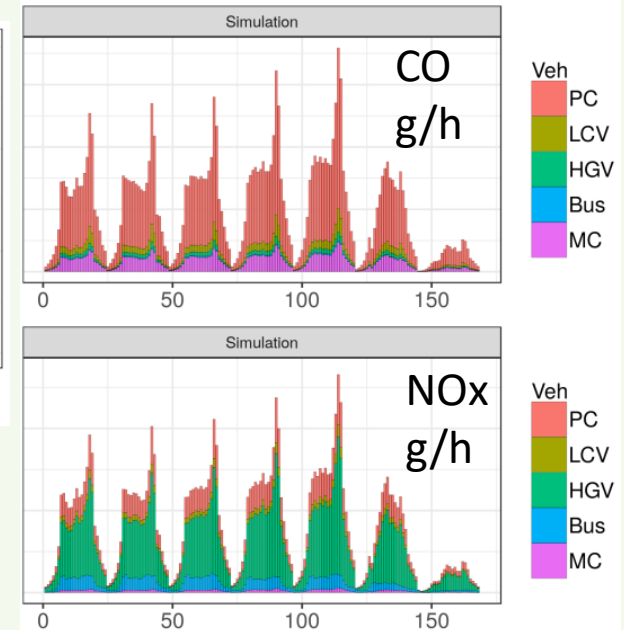 Simulation
CO
g/h
Veh
PC
LCV
HGV
Bus
MC
0 50 100 150
Simulation
NOx
g/h
Veh
PC
LCV
HGV
Bus
MC
0 50 100 150